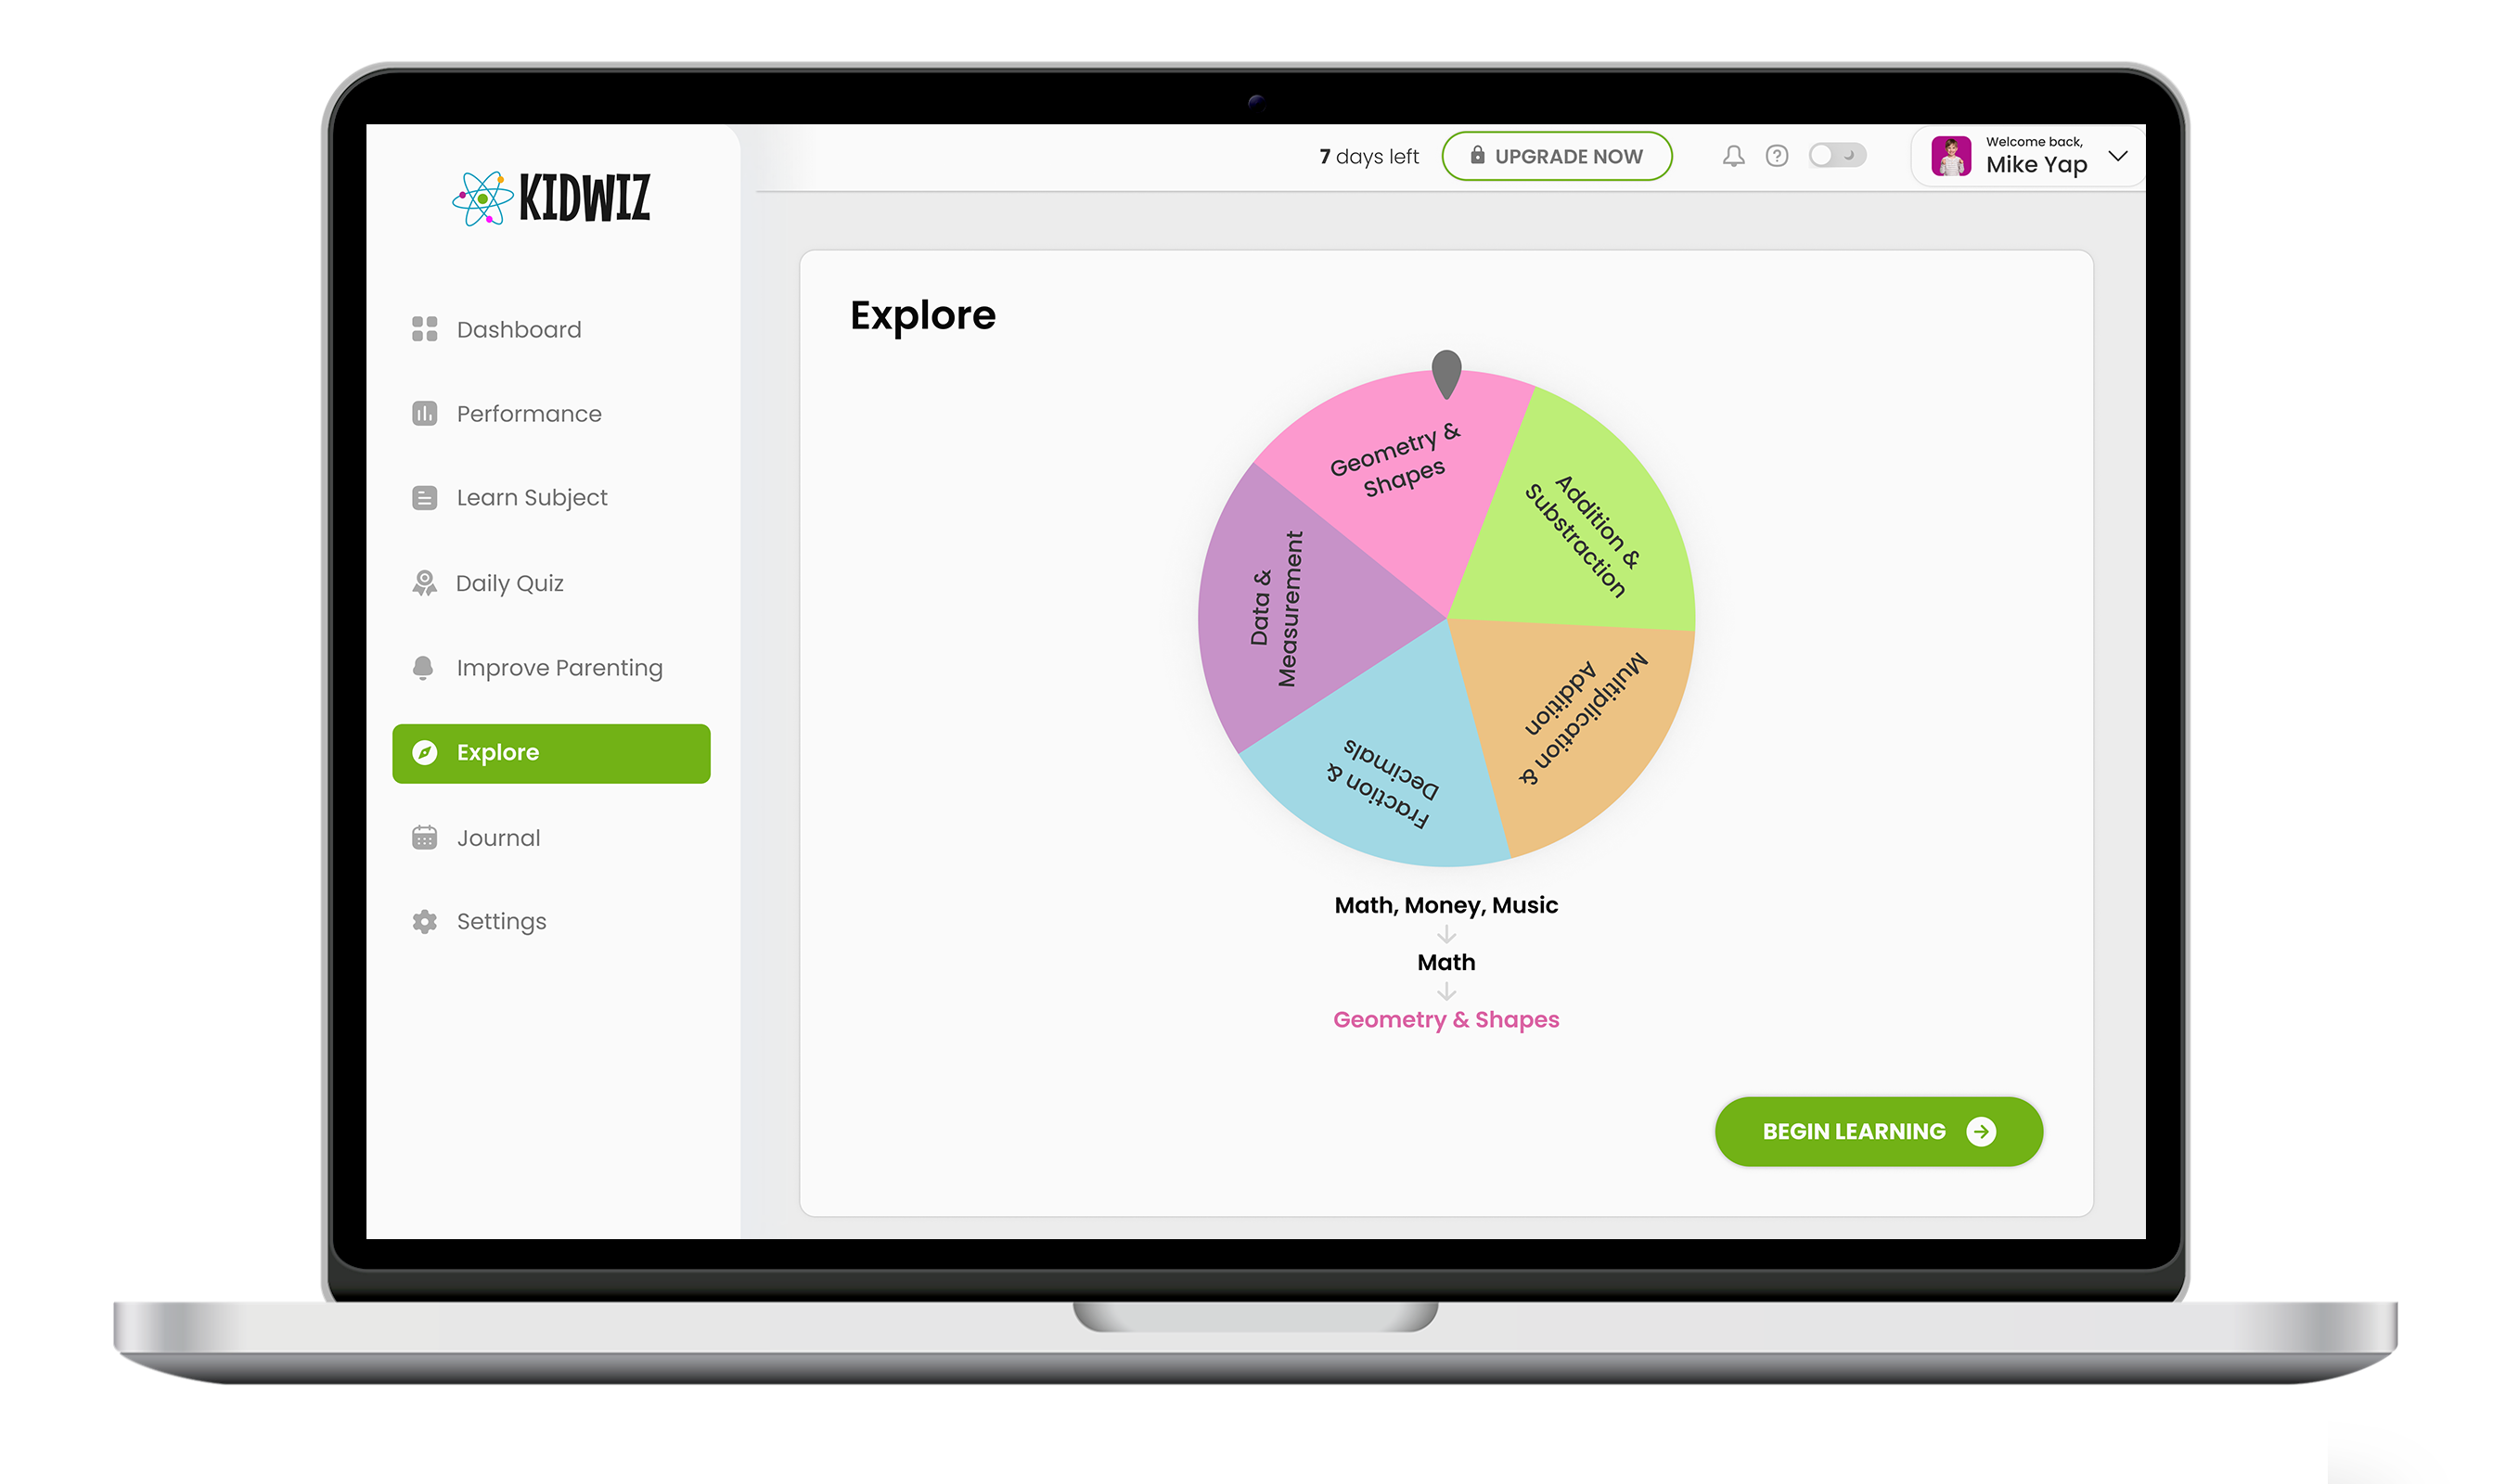 KIDWIZ
Dashboard
Performance
Learn Subject
Daily Quiz
Improve Parenting
Explore
Journal
Settings
7 days left
UPGRADE NOW
Welcome back,
Mike Yap
Explore
Geometry &
Shapes
Addition &
Substraction
Multiplication &
Addition
Fraction &
Decimals
Data &
Measurement
Math, Money, Music
Math
Geometry & Shapes
BEGIN LEARNING